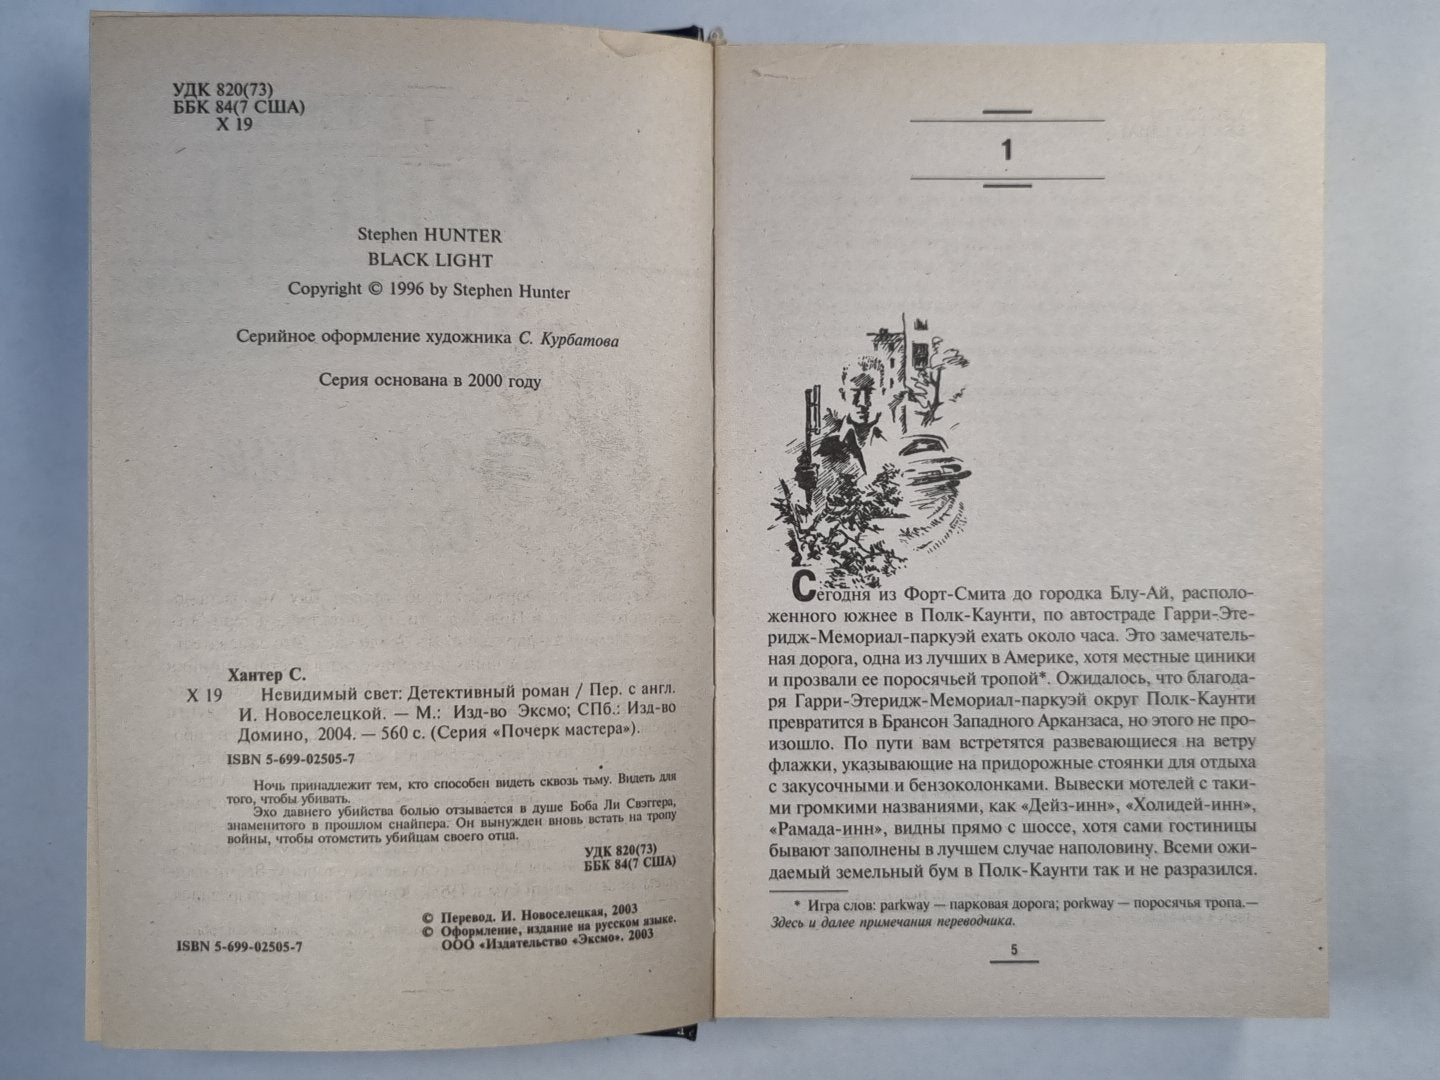 УДК 820(73)
ББК 84(7 США)
Х 19
Stephen HUNTER
BLACK LIGHT
Copyright © 1996 by Stephen Hunter
Серийное оформление художника С. Курбатова
Серия основана в 2000 году
Хантер С.
Х 19 Невидимый свет: Детективный роман / Пер. с англ.
И. Новоселецкой. — М.: Изд-во Эксмо; СПб.: Изд-во
Домино, 2004. — 560 с. (Серия «Почерк мастера»).
ISBN 5-699-02505-7
Ночь принадлежит тем, кто способен видеть сквозь тьму. Видеть для
того, чтобы убивать.
Эхо давнего убийства болью отзывается в душе Боба Ли Свэггера,
знаменитого в прошлом снайпера. Он вынужден вновь встать на тропу
войны, чтобы отомстить убийцам своего отца.
УДК 820(73)
ББК 84(7 США)
© Перевод. И. Новоселецкая, 2003
© Оформление, издание на русском языке.
ООО «Издательство «Эксмо». 2003
ISBN 5-699-02505-7
1
Сегодня из Форт-Смита до городка Блу-Ай, располо-
женного южнее в Полк-Каунти, по автостраде Гарри-Эте-
ридж-Мемориал-паркуэй ехать около часа. Это замечатель-
ная дорога, одна из лучших в Америке, хотя местные циники
и прозвали ее поросячьей тропой*. Ожидалось, что благода-
ря Гарри-Этеридж-Мемориал-паркуэй округ Полк-Каунти
превратится в Брансон Западного Арканзаса, но этого не про-
изошло. По пути вам встретятся развевающиеся на ветру
флажки, указывающие на придорожные стоянки для отдыха
с закусочными и бензоколонками. Вывески мотелей с таки-
ми громкими названиями, как «Дейз-инн», «Холидей-инн»,
«Рамада-инн», видны прямо с шоссе, хотя сами гостиницы
бывают заполнены в лучшем случае наполовину. Всеми ожи-
даемый земельный бум в Полк-Каунти так и не разразился.
* Игра слов: parkway — парковая дорога; porkway — поросячья тропа.—
Здесь и далее примечания переводчика.
5